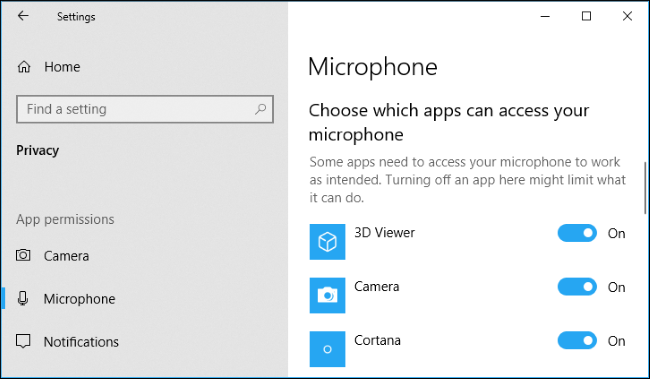 Settings
Home
Find a setting
Privacy
App permissions
Camera
Microphone
Notifications
Microphone
Choose which apps can access your
microphone
Some apps need to access your microphone to work
as intended. Turning off an app here might limit what
it can do.
3D Viewer On
Camera On
Cortana On